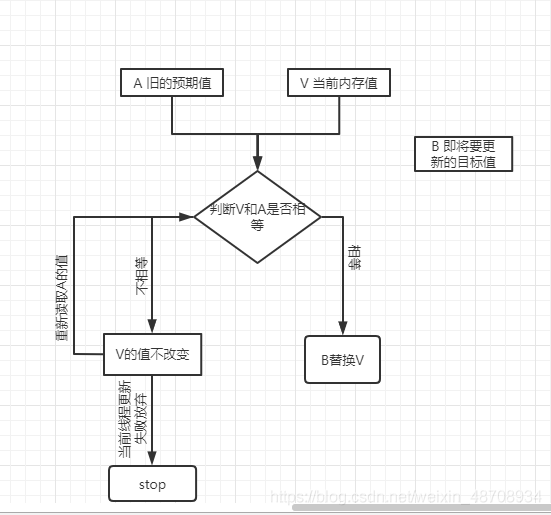 A 旧的预期值
V 当前内存值
B 即将要更
新的目标值
判断V和A是否相
等
重新读取A的值
不相等
相等
V的值不改变
B替换V
当前线程更新
失败放弃
stop
https://blog.csdn.net/weixin_48708934